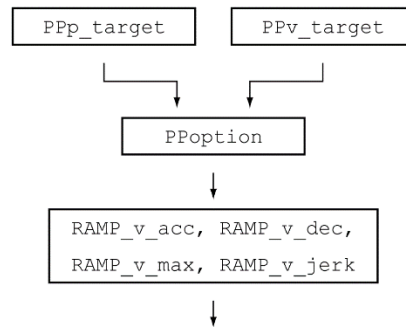 PPp_target
PPv_target
PPoption
RAMP_v_acc, RAMP_v_dec,
RAMP_v_max, RAMP_v_jerk